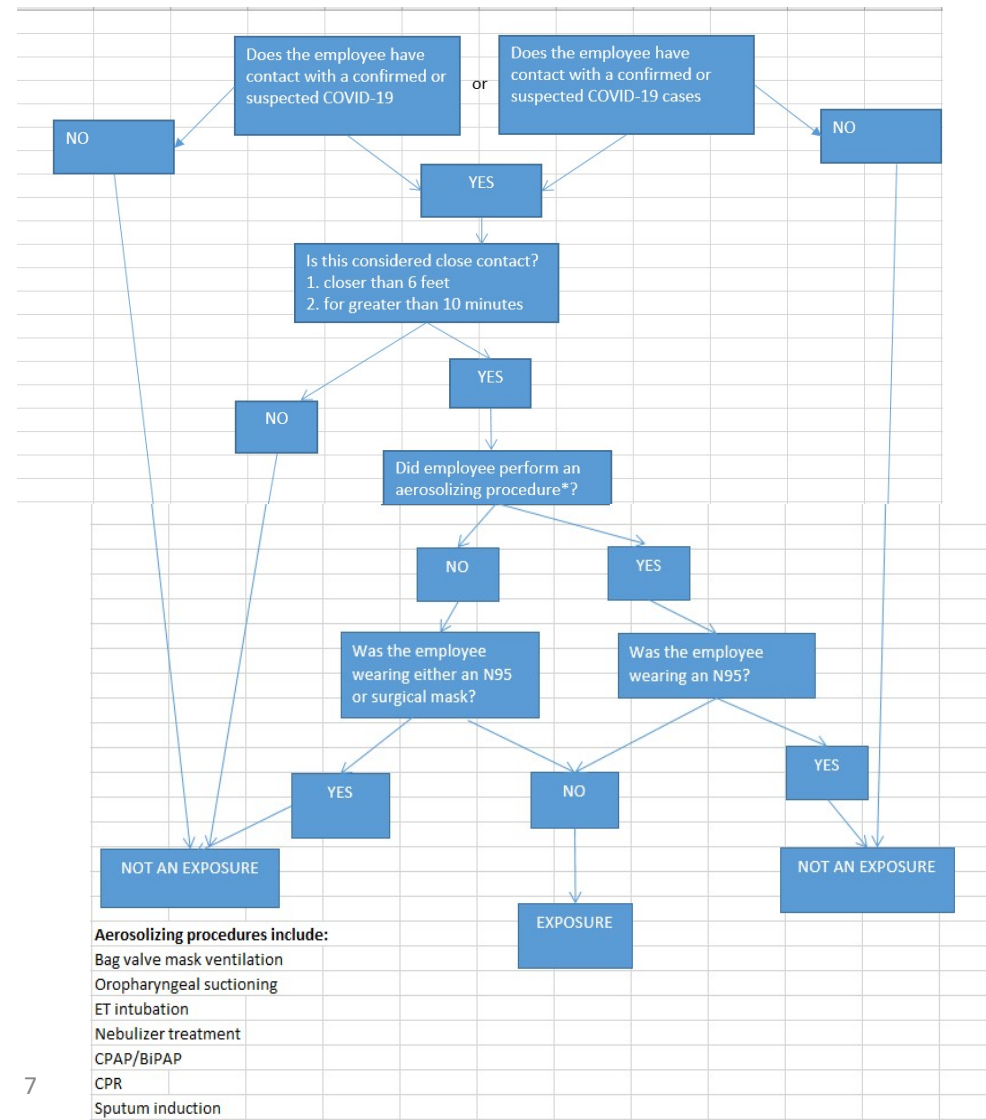 Does the employee have
contact with a confirmed or
suspected COVID-19
or
Does the employee have
contact with a confirmed or
suspected COVID-19 cases
NO
NO
YES
Is this considered close contact?
1. closer than 6 feet
2. for greater than 10 minutes
YES
NO
Did employee perform an
aerosolizing procedure*?
NO
YES
Was the employee
wearing either an N95
or surgical mask?
Was the employee
wearing an N95?
YES
NO
YES
NOT AN EXPOSURE
NOT AN EXPOSURE
EXPOSURE
Aerosolizing procedures include:
Bag valve mask ventilation
Oropharyngeal suctioning
ET intubation
Nebulizer treatment
CPAP/BiPAP
CPR
Sputum induction
7